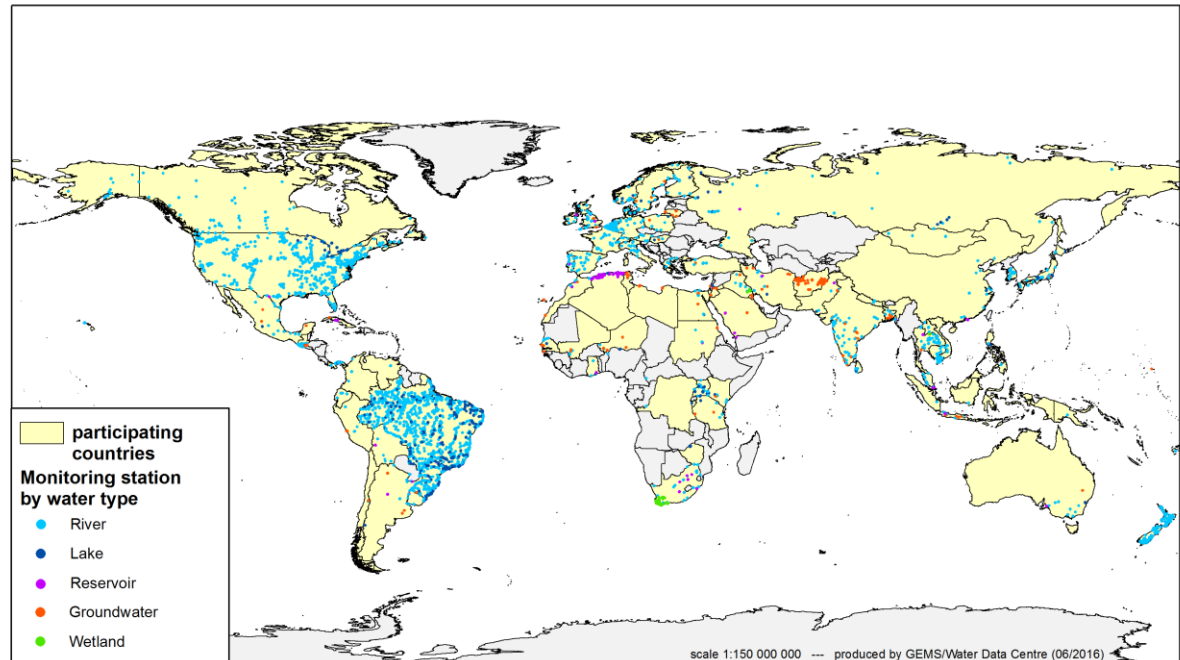 participating
countries
Monitoring station
by water type
River
Lake
Reservoir
Groundwater
Wetland
scale 1:150 000 000 --- produced by GEMS/Water Data Centre (06/2016)